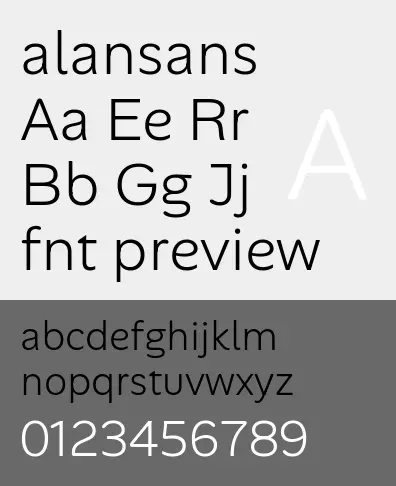 alansans
Aa Ee Rr
A
Bb Gg Jj
fnt preview
abcdefghijklm
nopqrstuvwxyz
0123456789